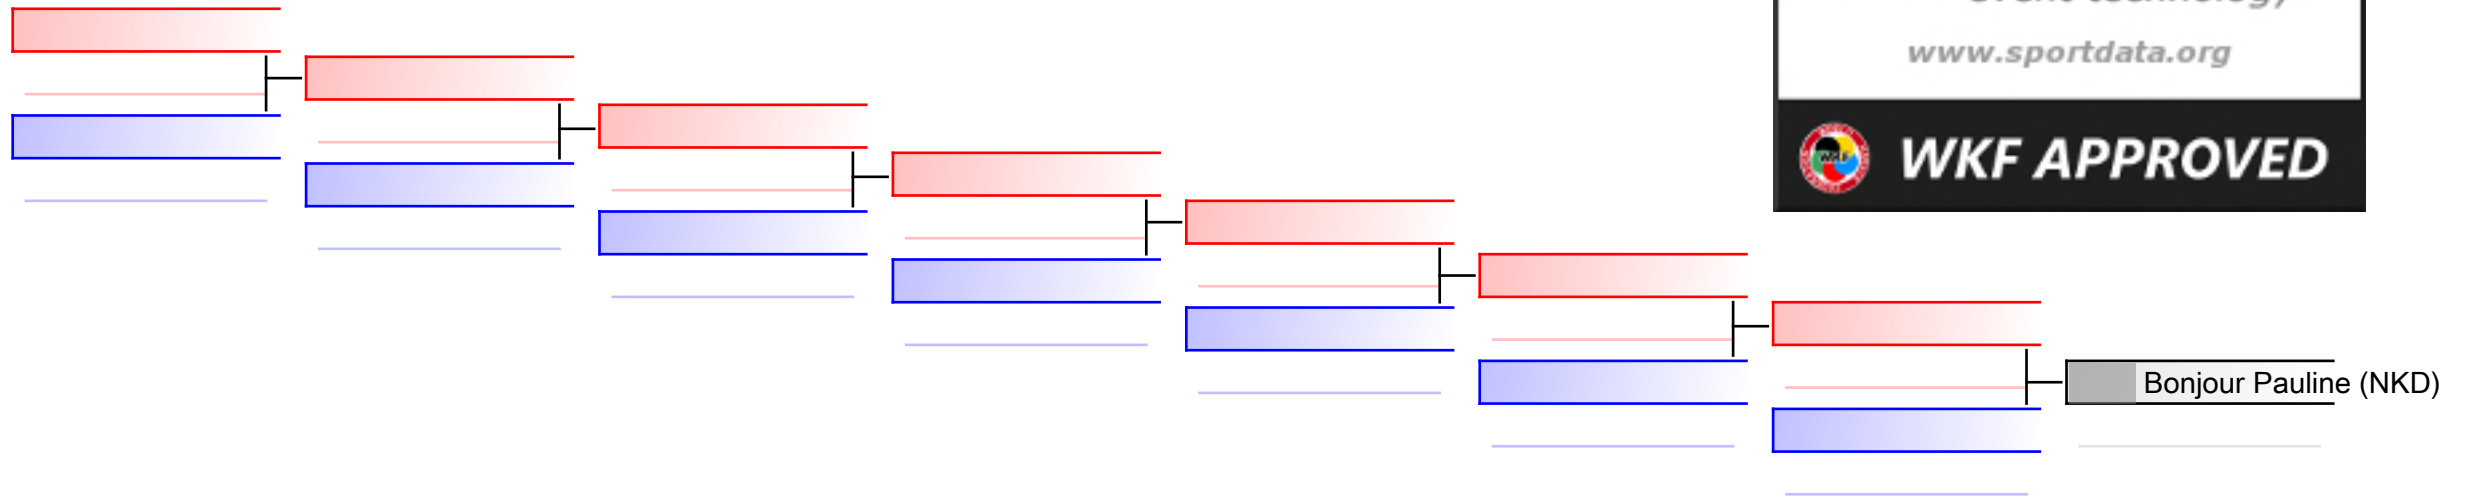 www.sportdata.org
WKF APPROVED
Bonjour Pauline (NKD)